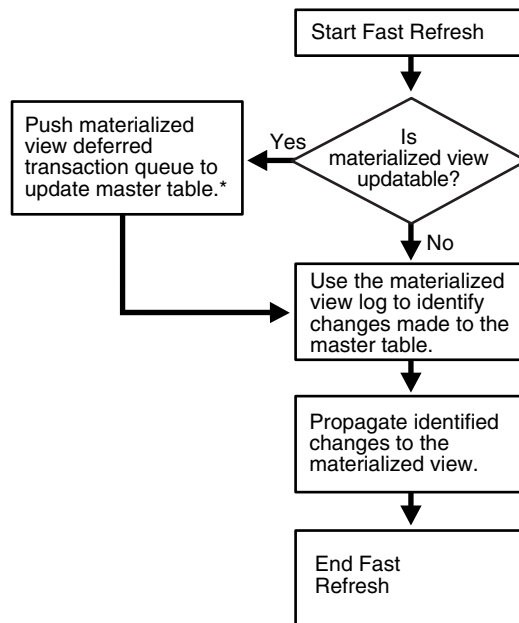 Start Fast Refresh
Is
materialized view
updatable?
Yes
Push materialized
view deferred
transaction queue to
update master table.*
No
Use the materialized
view log to identify
changes made to the
master table.
Propagate identified
changes to the
materialized view.
End Fast
Refresh